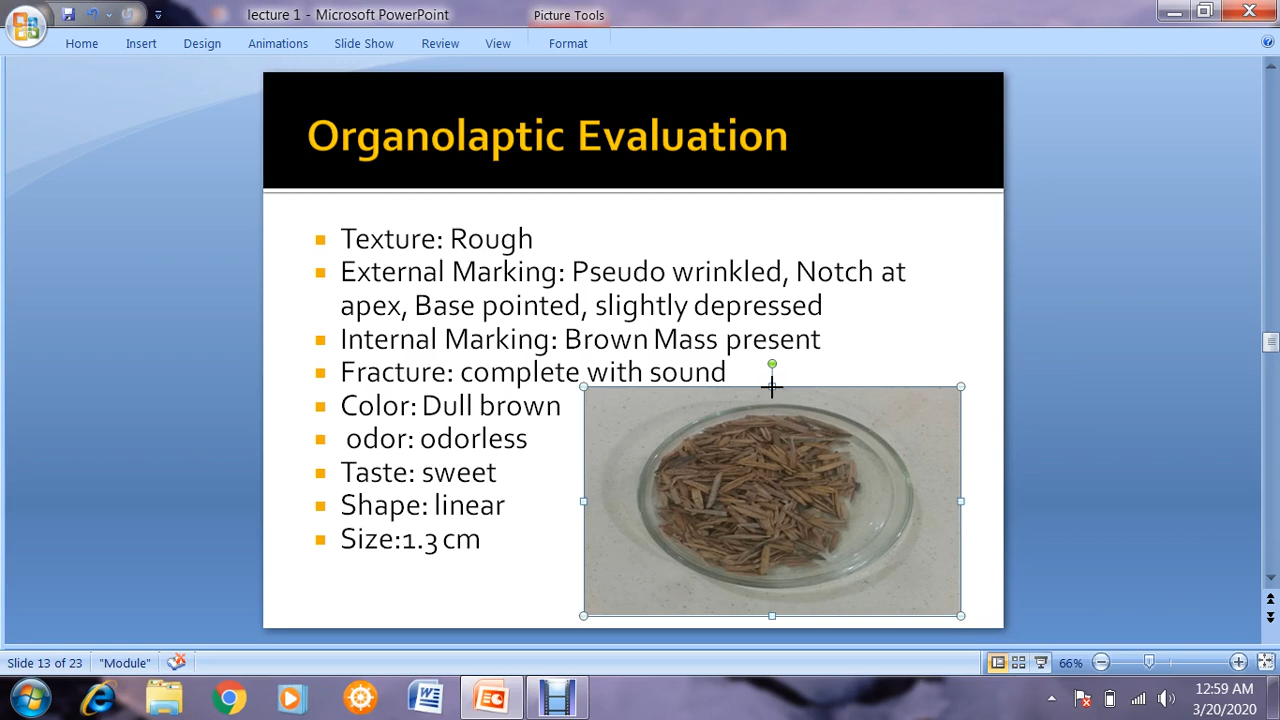 lecture 1 - Microsoft PowerPoint
Picture Tools
Home
Insert
Design
Animations
Slide Show
Review
View
Format
Organolaptic Evaluation
Texture: Rough
External Marking: Pseudo wrinkled, Notch at
apex, Base pointed, slightly depressed
Internal Marking: Brown Mass present
Fracture: complete with sound
Color: Dull brown
odor: odorless
Taste: sweet
Shape: linear
Size:1.3 cm
Slide 13 of 23
"Module"
66%
12:59 AM
3/20/2020